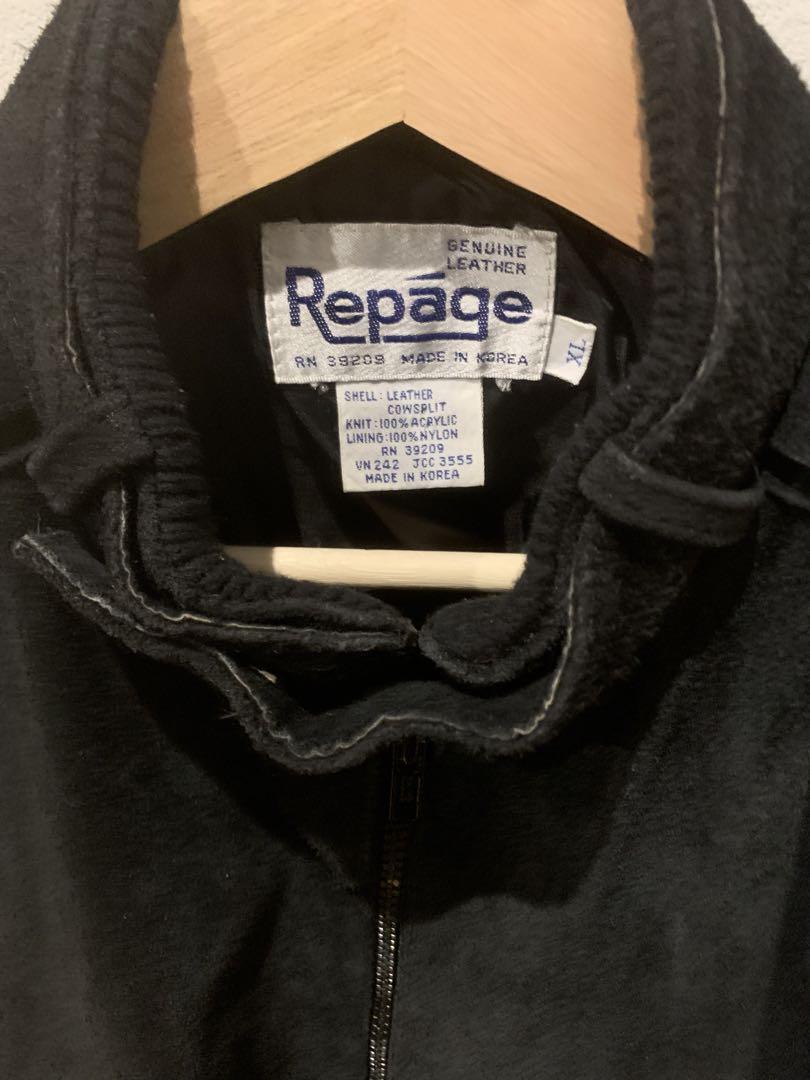 GENUINE
LEATHER
Repáge
RN 39209 MADE IN KOREA
XL
SHELL: LEATHER
COWSPLIT
KNIT:100% ACRYLIC
LINING:100% NYLON
RN 39209
VN 242 JCC 3555
MADE IN KOREA